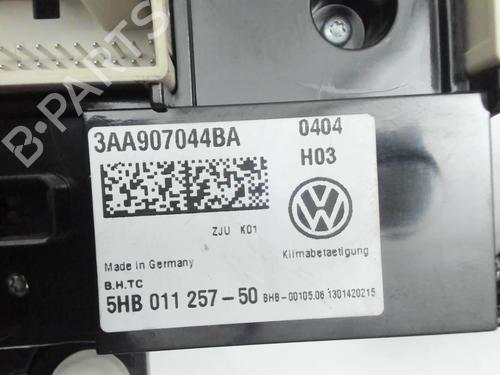 B-PARTS
3AA907044BA 0404
H03
ZJU K01
Made in Germany
Klimabetaetigung
B.H.TC
5HB 011 257-50 BHB-00105.06.1301420215